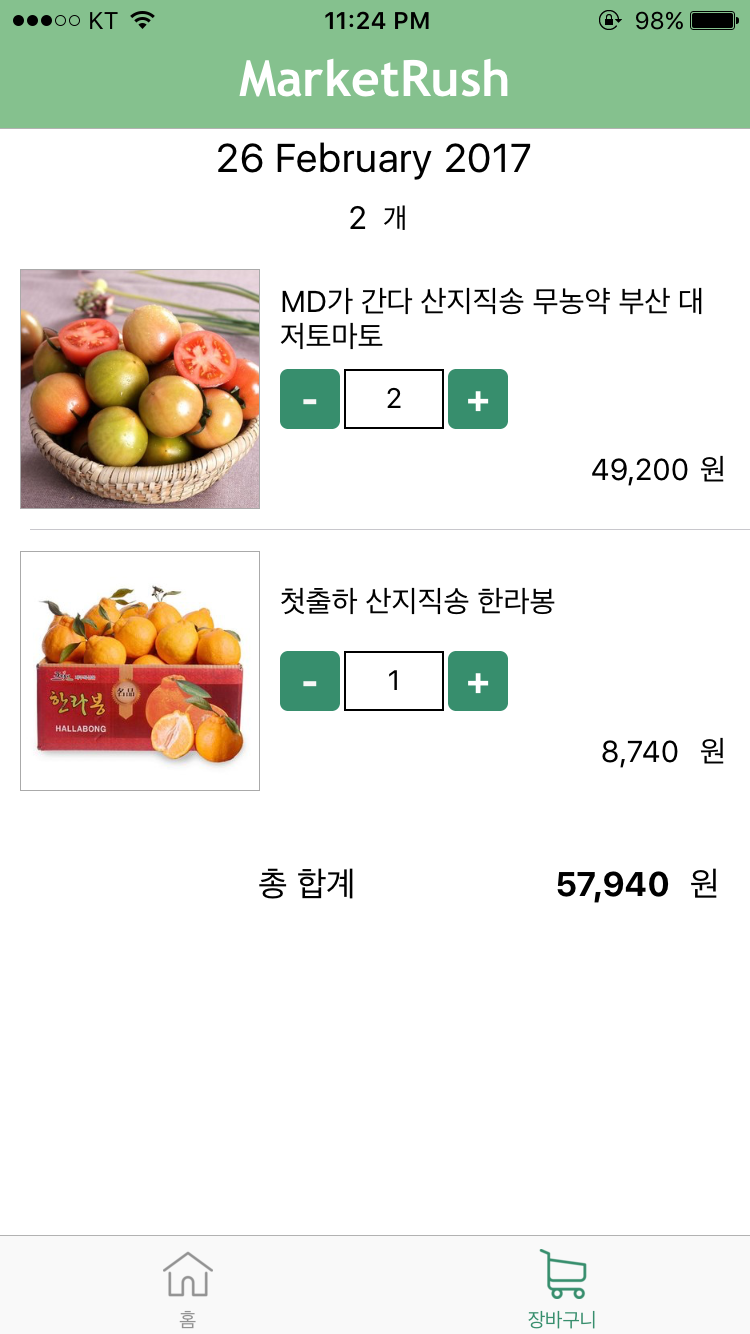 KT 11:24 PM 98%
MarketRush
26 February 2017
2 개
MD가 간다 산지직송 무농약 부산 대
저토마토
- 2 +
49,200 원
첫출하 산지직송 한라봉
한라봉
名品
HALLABONG
- 1 +
8,740 원
총 합계 57,940 원
홈 장바구니